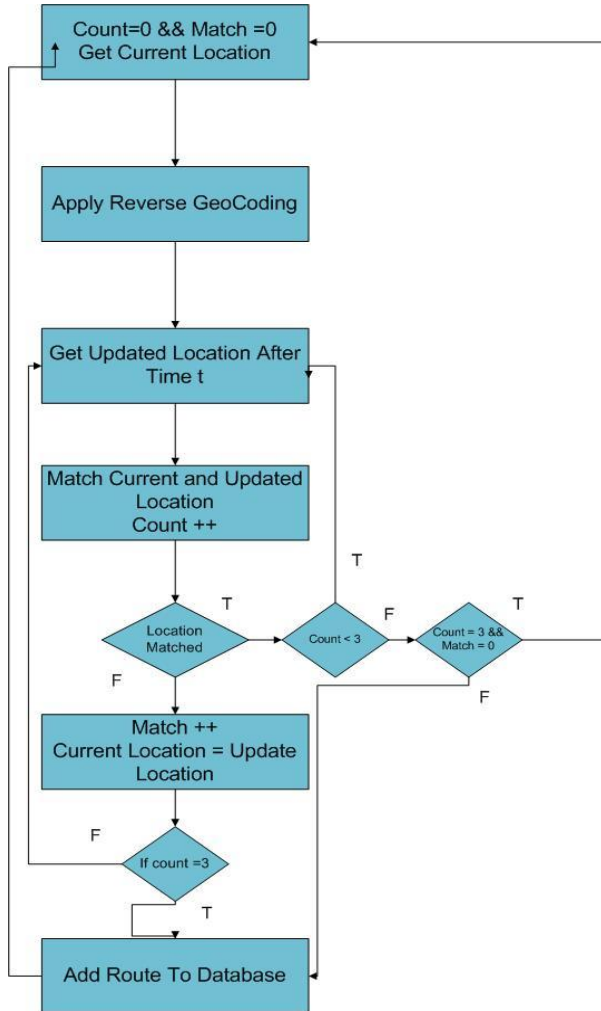 Count=0 && Match =0
Get Current Location
Apply Reverse GeoCoding
Get Updated Location After
Time t
Match Current and Updated
Location
Count ++
T
T
F
T
Location
Matched
Count < 3
Count = 3 &&
Match = 0
F
F
Match ++
Current Location = Update
Location
F
If count =3
T
Add Route To Database